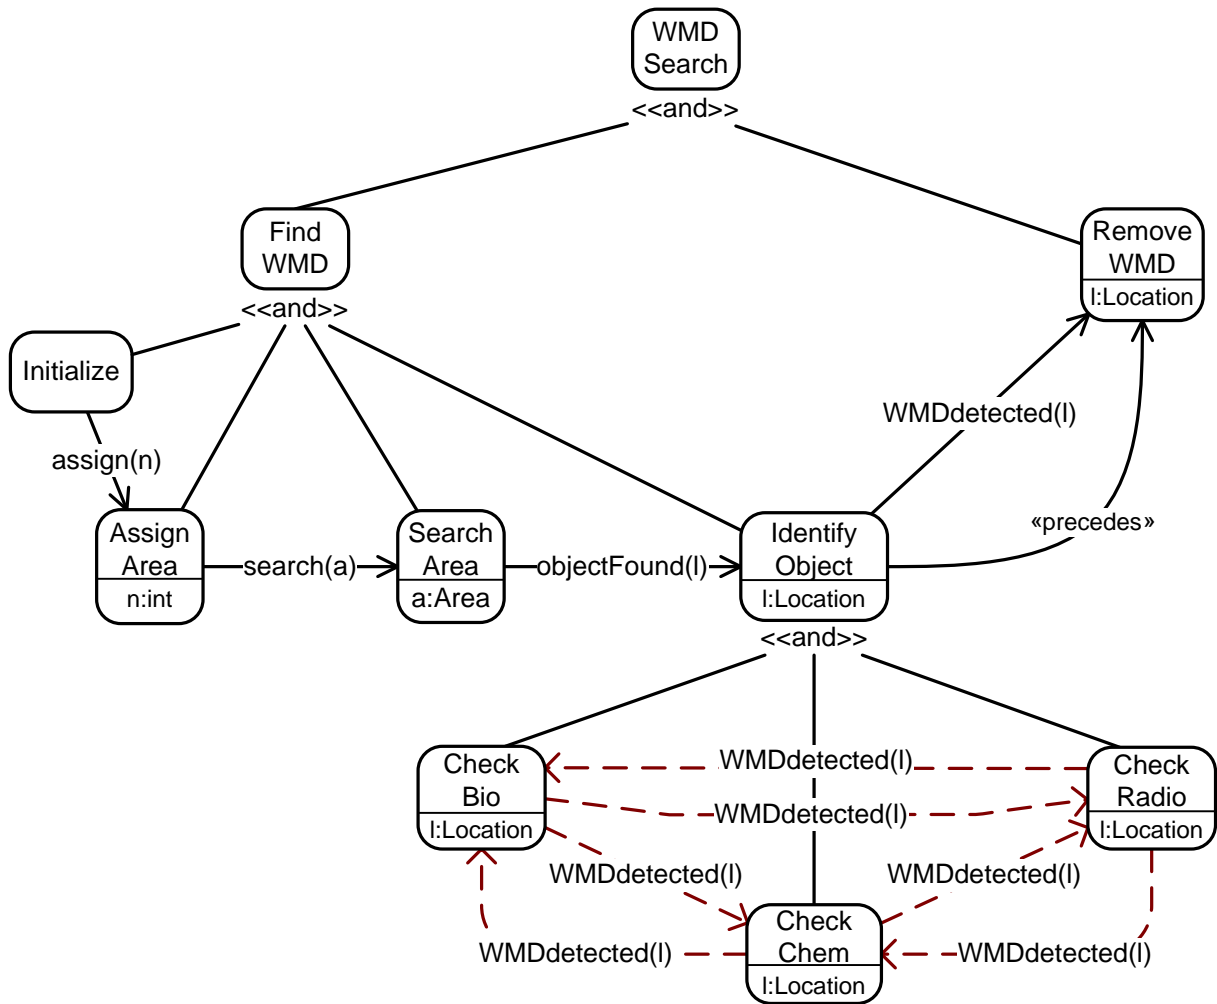 WMD
Search
<<and>>
Find
WMD
<<and>>
Remove
WMD
l:Location
Initialize
assign(n)
WMDdetected(l)
Assign
Area
n:int
search(a)
Search
Area
a:Area
objectFound(l)
Identify
Object
l:Location
«precedes»
<<and>>
Check
Bio
l:Location
WMDdetected(l)
WMDdetected(l)
Check
Radio
l:Location
WMDdetected(l)
WMDdetected(l)
WMDdetected(l)
Check
Chem
l:Location
WMDdetected(l)